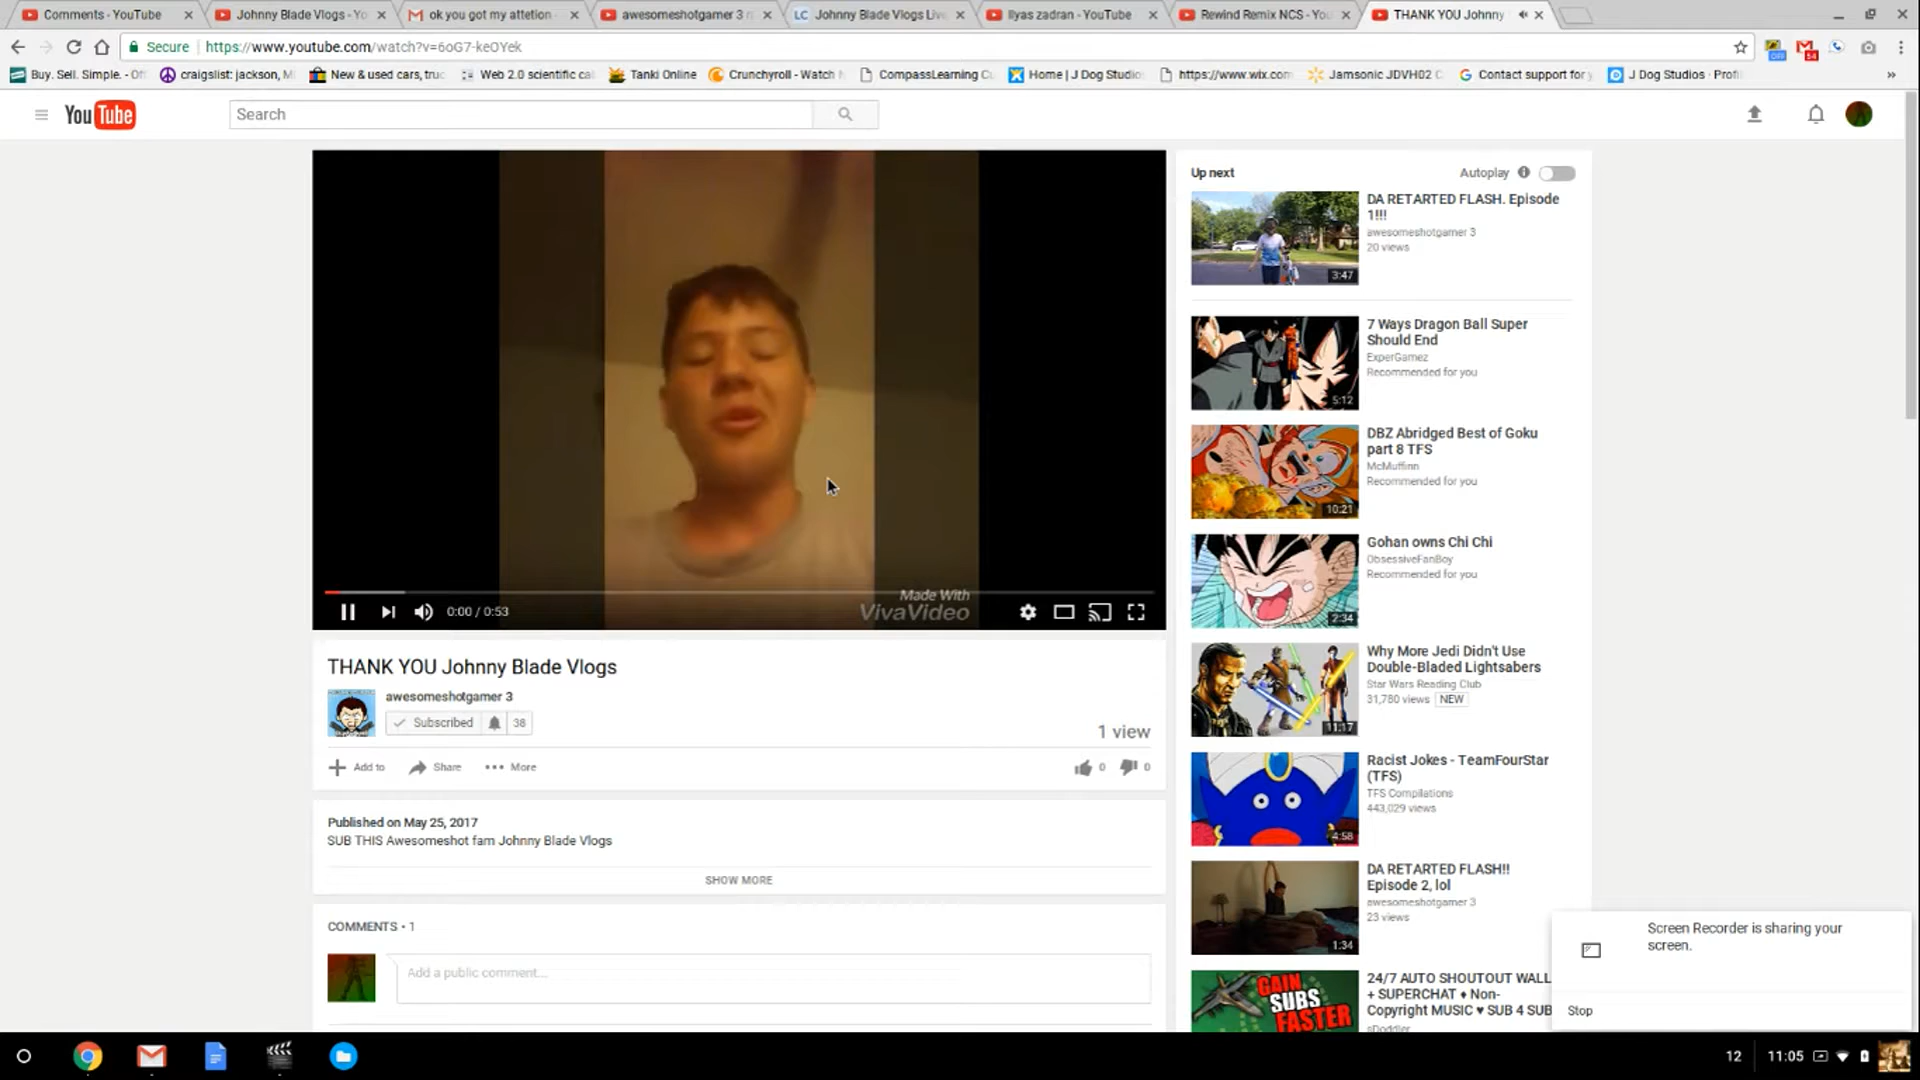 Comments - YouTube
Johnny Blade Vlogs - Yo
ok you got my attetion
awesomeshotgamer 3
LC Johnny Blade Vlogs Live
Ilyas zadran - YouTube
Rewind Remix NCS - You
THANK YOU Johnny
Secure https://www.youtube.com/watch?v=6oG7-keOYek
Buy. Sell. Simple. - Of
craigslist: jackson, M
New & used cars, truc
Web 2.0 scientific ca
Tanki Online
Crunchyroll - Watch
CompassLearning
Home | J Dog Studio
https://www.wix.com
Jamsonic JDVH02
Contact support for
J Dog Studios - Profi
YouTube
Search
Made With
VivaVideo
0:00 / 0:53
THANK YOU Johnny Blade Vlogs
awesomeshotgamer 3
Subscribed 38
1 view
Add to Share More 0 0
Published on May 25, 2017
SUB THIS Awesomeshot fam Johnny Blade Vlogs
SHOW MORE
COMMENTS • 1
Add a public comment...
Up next Autoplay
DA RETARTED FLASH. Episode
1!!!
awesomeshotgamer 3
20 views
3:47
7 Ways Dragon Ball Super
Should End
ExperGamez
Recommended for you
5:12
DBZ Abridged Best of Goku
part 8 TFS
McMuffinn
Recommended for you
10:21
Gohan owns Chi Chi
ObsessiveFanBoy
Recommended for you
2:34
Why More Jedi Didn't Use
Double-Bladed Lightsabers
Star Wars Reading Club
31,780 views NEW
11:17
Racist Jokes - TeamFourStar
(TFS)
TFS Compilations
443,029 views
4:58
DA RETARTED FLASH!!
Episode 2, lol
awesomeshotgamer 3
23 views
1:34
24/7 AUTO SHOUTOUT WALL
+ SUPERCHAT ♦ Non-
Copyright MUSIC ♥ SUB 4 SUB
GAIN
SUBS
FASTER
Screen Recorder is sharing your
screen.
Stop
12 11:05